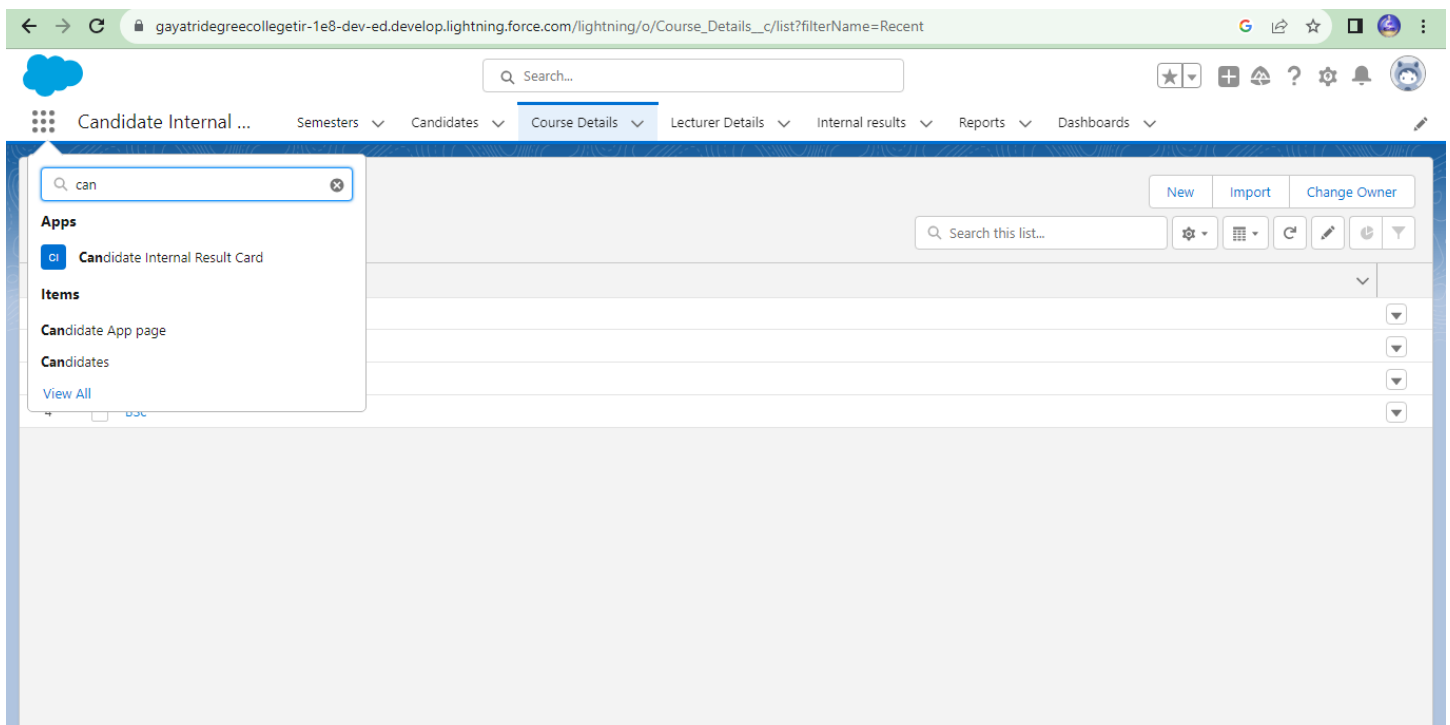 gayatridegreecollegetir-1e8-dev-ed.develop.lightning.force.com/lightning/o/Course_Details__c/list?filterName=Recent
Search...
Candidate Internal ... Semesters Candidates Course Details Lecturer Details Internal results Reports Dashboards
can
New Import Change Owner
Apps
Search this list...
CI Candidate Internal Result Card
Items
Candidate App page
Candidates
View All